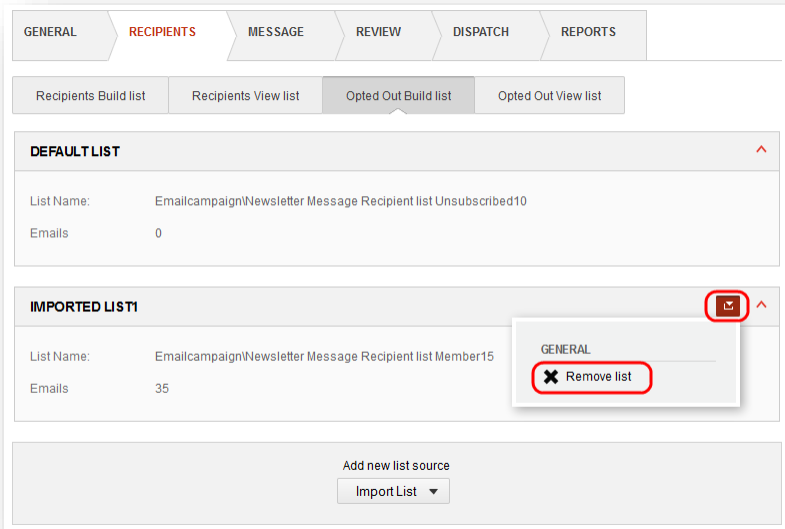 GENERAL RECIPIENTS MESSAGE REVIEW DISPATCH REPORTS
Recipients Build list Recipients View list Opted Out Build list Opted Out View list
DEFAULT LIST
List Name: Emailcampaign\Newsletter Message Recipient list Unsubscribed10
Emails 0
IMPORTED LIST1
List Name: Emailcampaign\Newsletter Message Recipient list Member15
Emails 35
GENERAL
Remove list
Add new list source
Import List